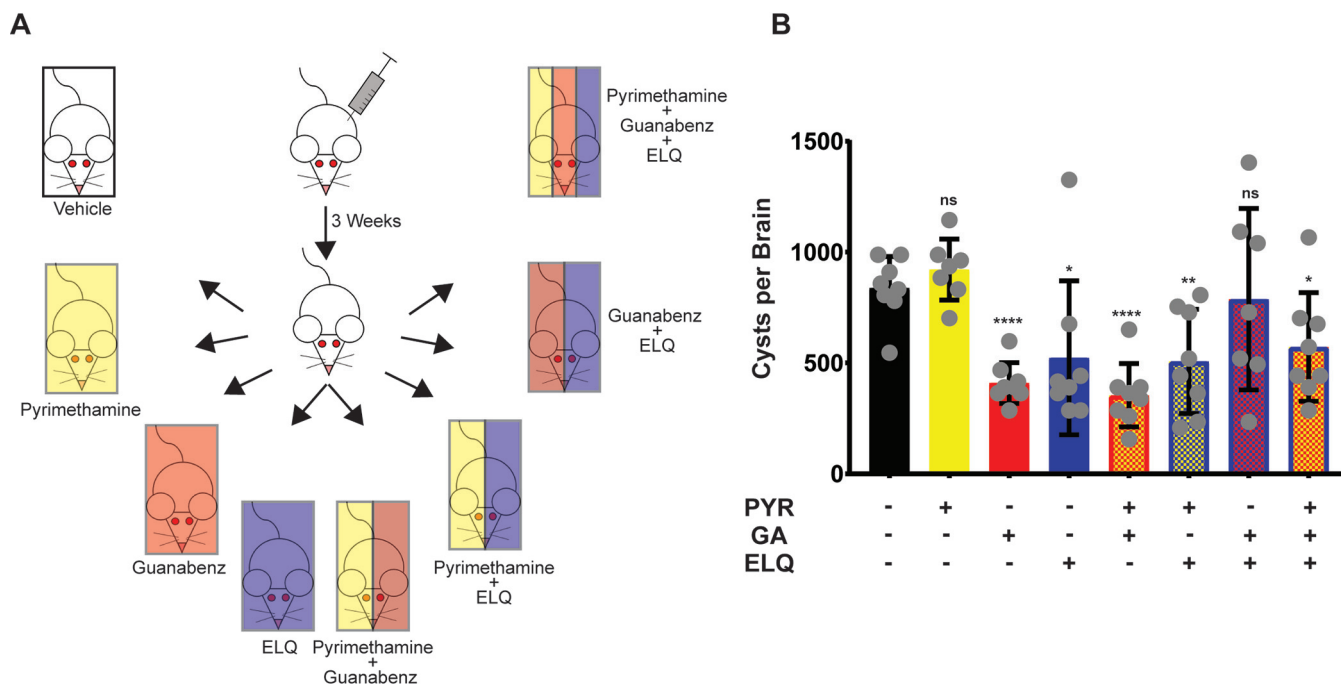 A
Vehicle
3 Weeks
Pyrimethamine
+
Guanabenz
+
ELQ
Pyrimethamine
Guanabenz
+
ELQ
Guanabenz
ELQ
Pyrimethamine
+
Guanabenz
Pyrimethamine
+
ELQ
B
Cysts per Brain
1500
1000
500
0
ns
****
*
****
**
ns
*
PYR - + - - + + - +
GA - - + - + - + +
ELQ - - - + - + + +